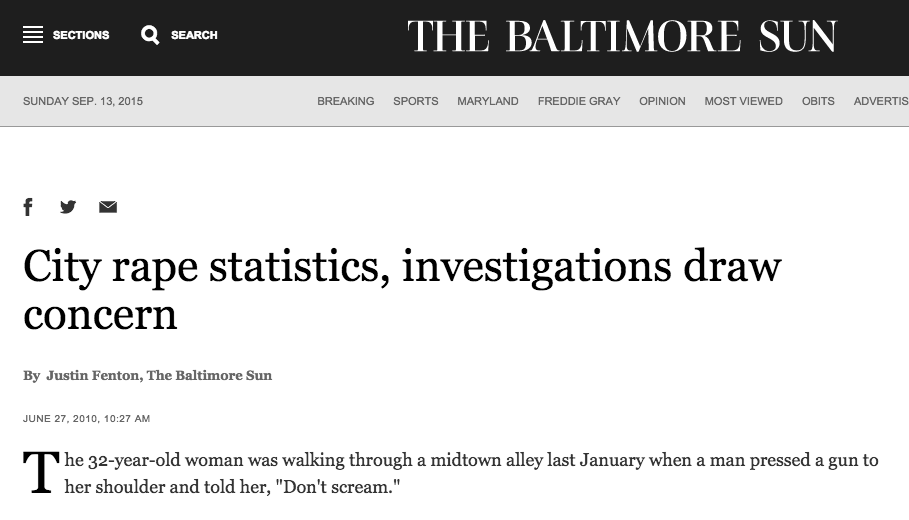 SECTIONS SEARCH THE BALTIMORE SUN
SUNDAY SEP. 13, 2015 BREAKING SPORTS MARYLAND FREDDIE GRAY OPINION MOST VIEWED OBITS ADVERTIS
City rape statistics, investigations draw
concern
By Justin Fenton, The Baltimore Sun
JUNE 27, 2010, 10:27 AM
The 32-year-old woman was walking through a midtown alley last January when a man pressed a gun to
her shoulder and told her, "Don't scream."